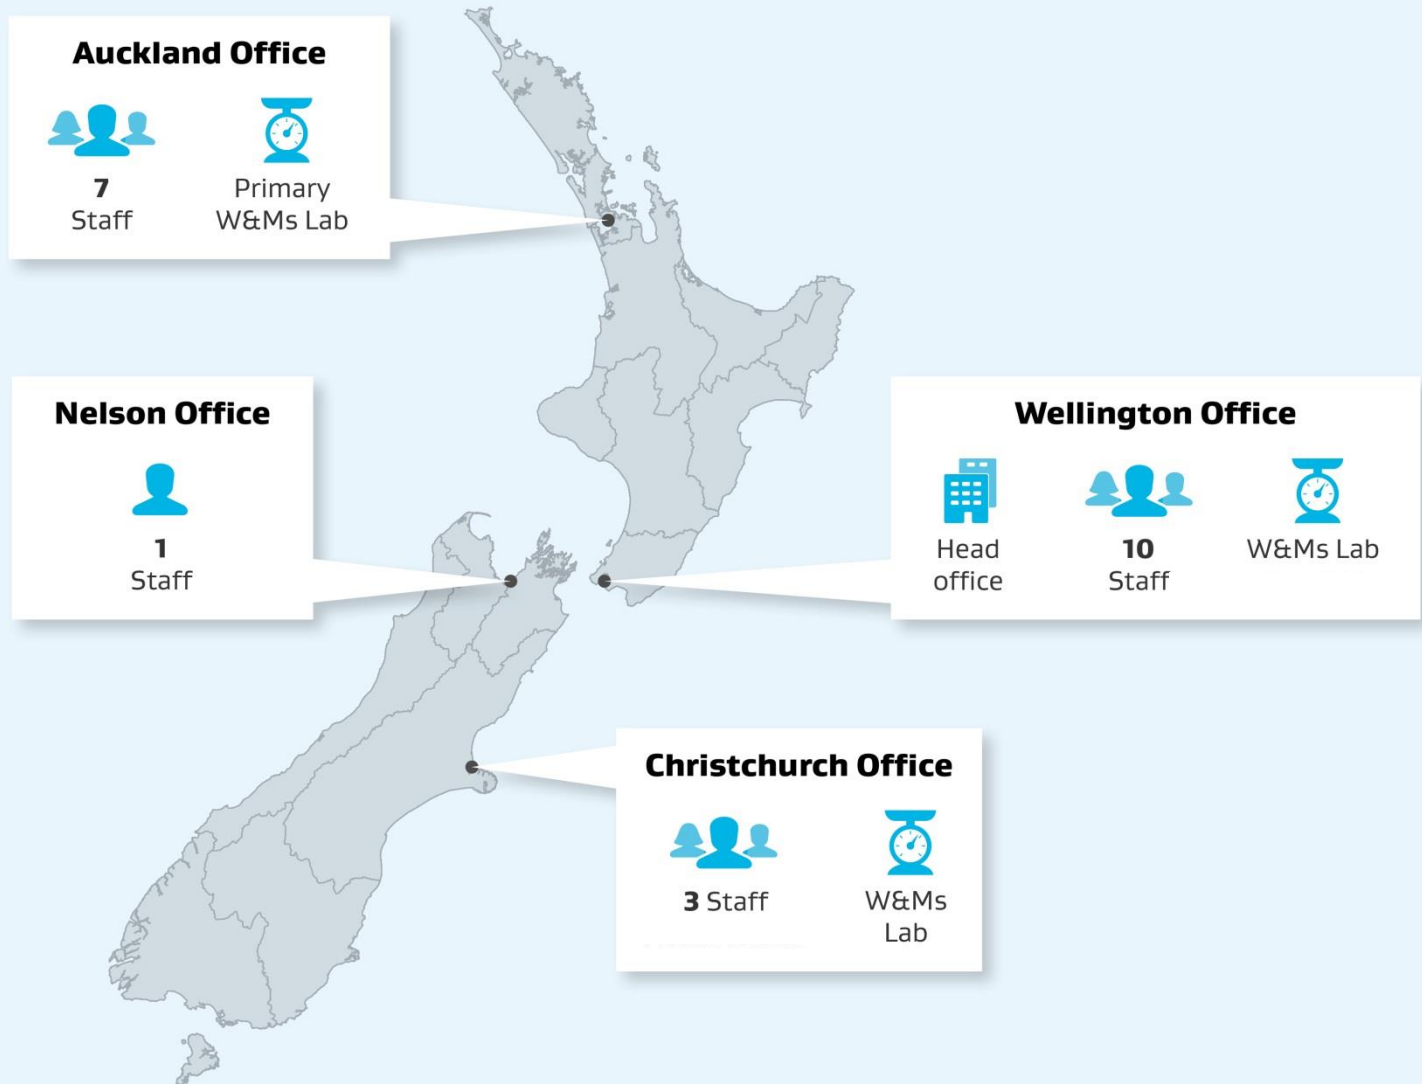 Auckland Office
7
Staff
Primary
W&Ms Lab
Nelson Office
1
Staff
Wellington Office
Head
office
10
Staff
W&Ms Lab
Christchurch Office
3 Staff
W&Ms
Lab